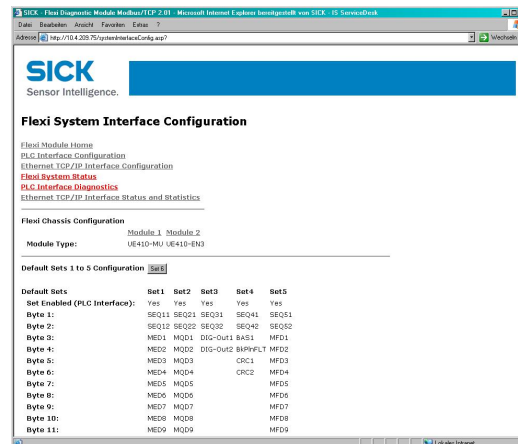 SICK - Flexi Diagnostic Module Modbus/TCP 2.01 - Microsoft Internet Explorer bereitgestellt von SICK - IS ServiceDesk
Datei Bearbeiten Ansicht Favoriten Extras ?
Adresse http://10.4.209.75/systemInterfaceConfig.asp? Wechseln
SICK
Sensor Intelligence.
Flexi System Interface Configuration
Flexi Module Home
PLC Interface Configuration
Ethernet TCP/IP Interface Configuration
Flexi System Status
PLC Interface Diagnostics
Ethernet TCP/IP Interface Status and Statistics
Flexi Chassis Configuration
Module 1 Module 2
Module Type: UE410-MU UE410-EN3
Default Sets 1 to 5 Configuration Set 6
Default Sets Set1 Set2 Set3 Set4 Set5
Set Enabled (PLC Interface): Yes Yes Yes Yes Yes
Byte 1: SEQ11 SEQ21 SEQ31 SEQ41 SEQ51
Byte 2: SEQ12 SEQ22 SEQ32 SEQ42 SEQ52
Byte 3: MED1 MQD1 DIG-Out1 BAS1 MFD1
Byte 4: MED2 MQD2 DIG-Out2 BkPlnFLT MFD2
Byte 5: MED3 MQD3 CRC1 MFD3
Byte 6: MED4 MQD4 CRC2 MFD4
Byte 7: MED5 MQD5 MFD5
Byte 8: MED6 MQD6 MFD6
Byte 9: MED7 MQD7 MFD7
Byte 10: MED8 MQD8 MFD8
Byte 11: MED9 MQD9 MFD9
Lokales Intranet